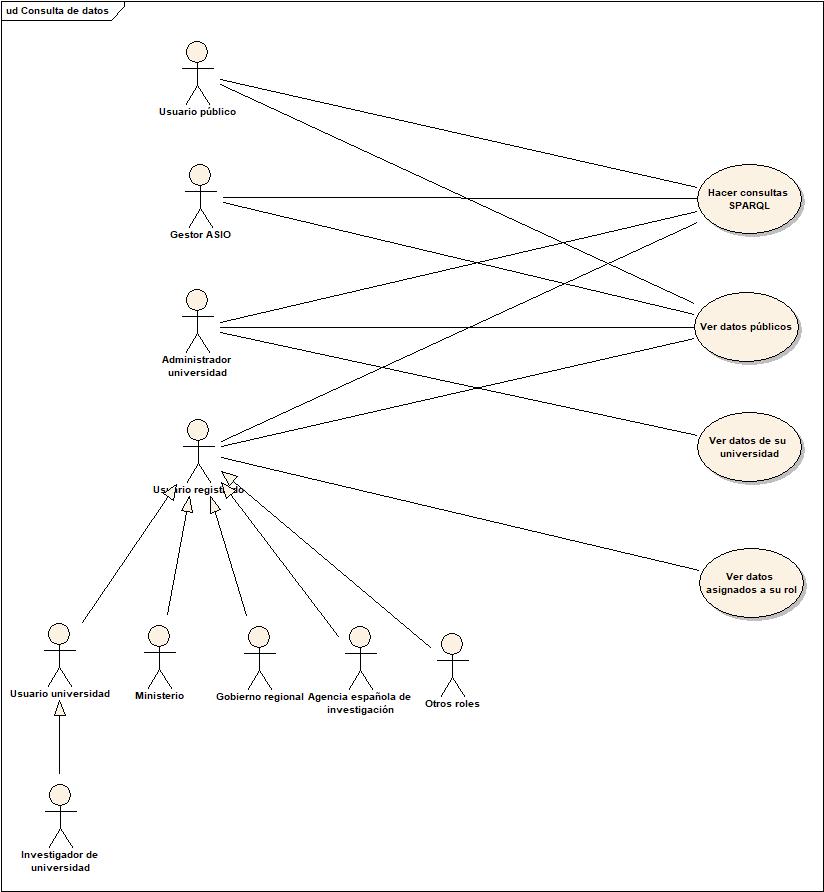 ud Consulta de datos
Usuario público
Hacer consultas
SPARQL
Gestor ASIO
Ver datos públicos
Administrador
universidad
Ver datos de su
universidad
Usuario registrado
Ver datos
asignados a su rol
Usuario universidad
Ministerio
Gobierno regional
Agencia española de
investigación
Otros roles
Investigador de
universidad